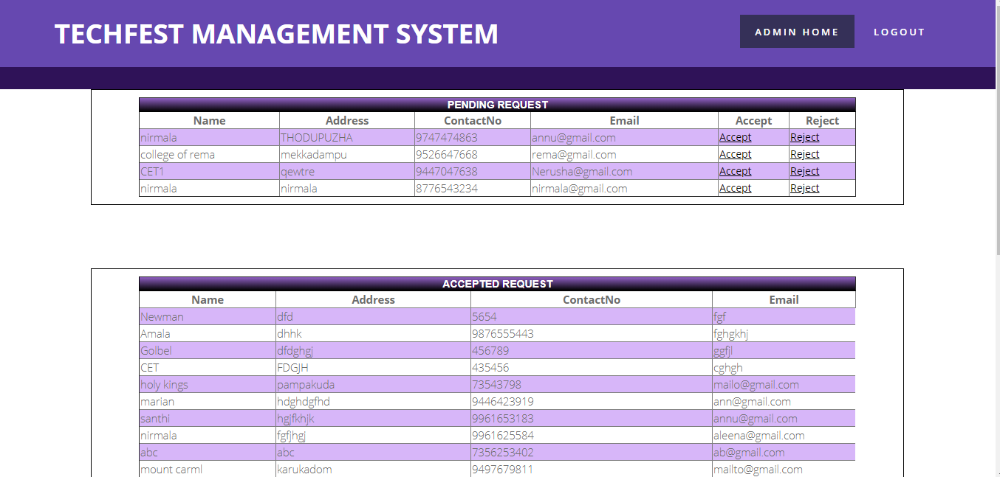 TECHFEST MANAGEMENT SYSTEM ADMIN HOME LOGOUT
PENDING REQUEST
Name Address ContactNo Email Accept Reject
nirmala THODUPUZHA 9747474863 annu@gmail.com Accept Reject
college of rema mekkadampu 9526647668 rema@gmail.com Accept Reject
CET1 qewtre 9447047638 Nerusha@gmail.com Accept Reject
nirmala nirmala 8776543234 nirmala@gmail.com Accept Reject
ACCEPTED REQUEST
Name Address ContactNo Email
Newman dfd 5654 fgf
Amala dhhk 9876555443 fghgkhj
Golbel dfdghgj 456789 ggfjl
CET FDGJH 435456 cghgh
holy kings pampakuda 73543798 mailo@gmail.com
marian hdghdgfhd 9446423919 ann@gmail.com
santhi hgjfkhjk 9961653183 annu@gmail.com
nirmala fgfjhgj 9961625584 aleena@gmail.com
abc abc 7356253402 ab@gmail.com
mount carml karukadom 9497679811 mailto@gmail.com